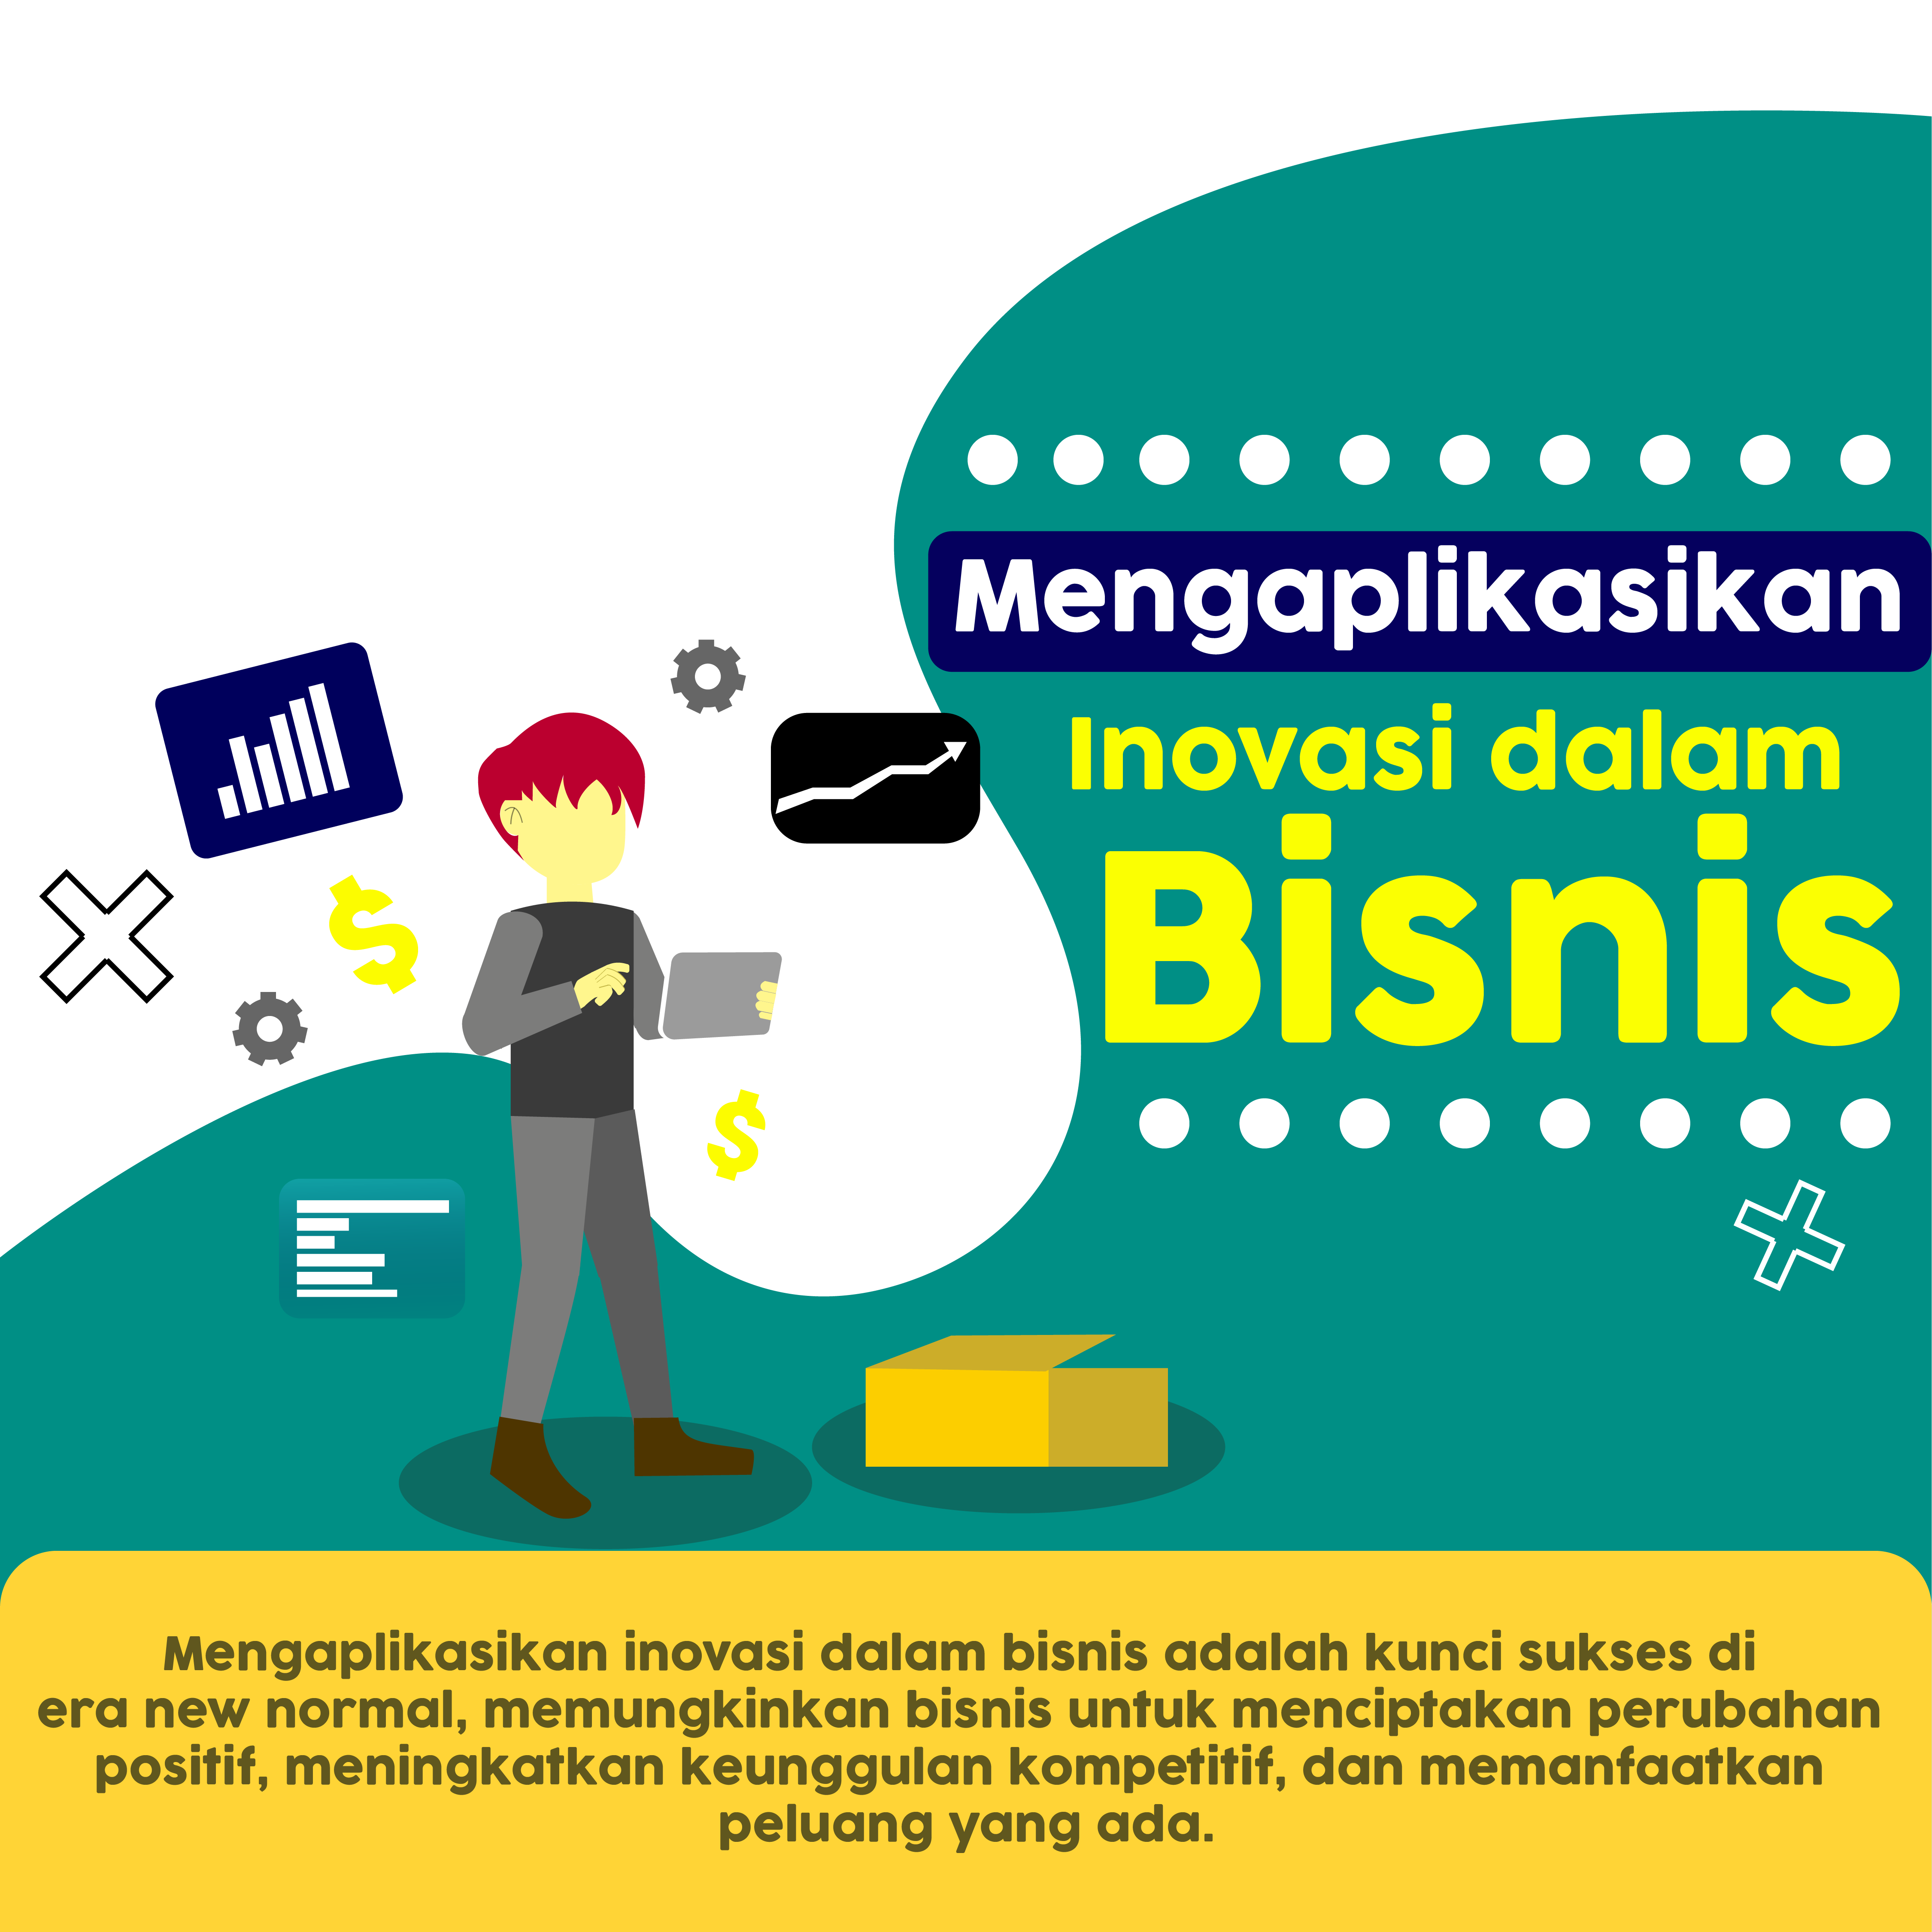 Mengaplikasikan
Inovasi dalam
Bisnis
Mengaplikasikan inovasi dalam bisnis adalah kunci sukses di
era new normal, memungkinkan bisnis untuk menciptakan perubahan
positif, meningkatkan keunggulan kompetitif, dan memanfaatkan
peluang yang ada.